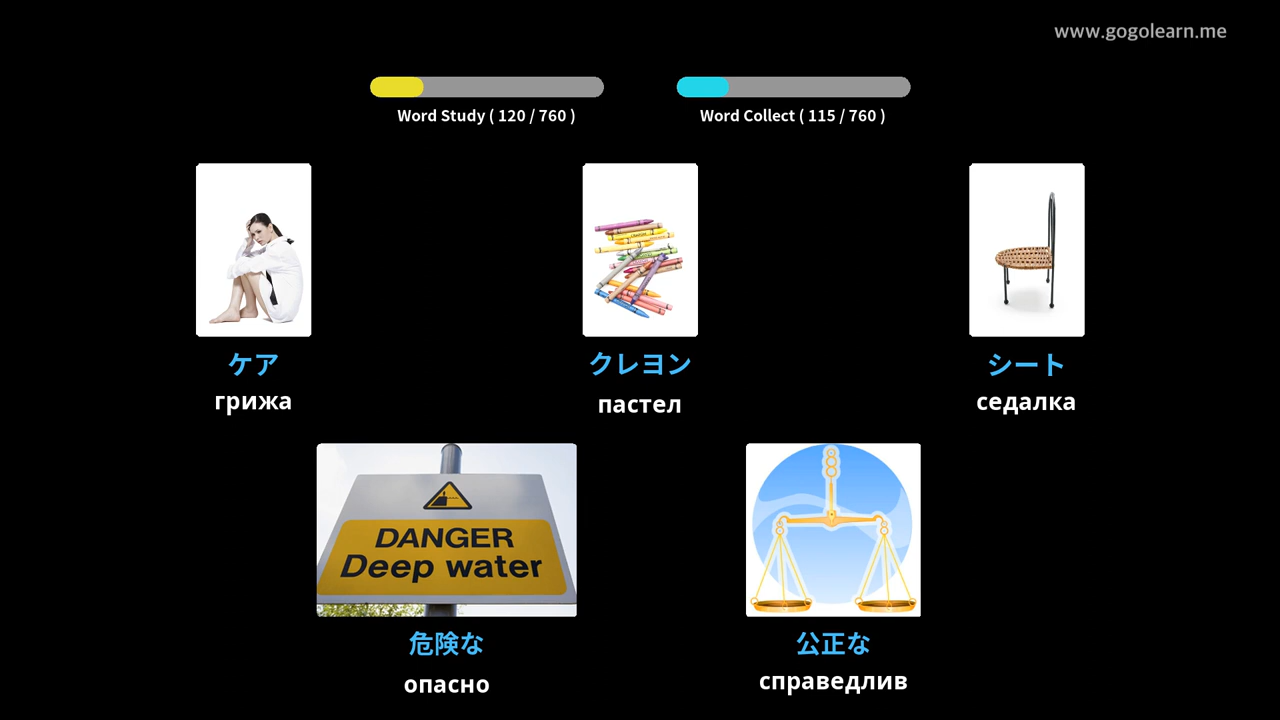 www.gogolearn.me
Word Study ( 120 / 760 )
Word Collect ( 115 / 760 )
ケア
грижа
クレヨン
пастел
シート
седалка
DANGER
Deep water
危険な
опасно
公正な
справедлив